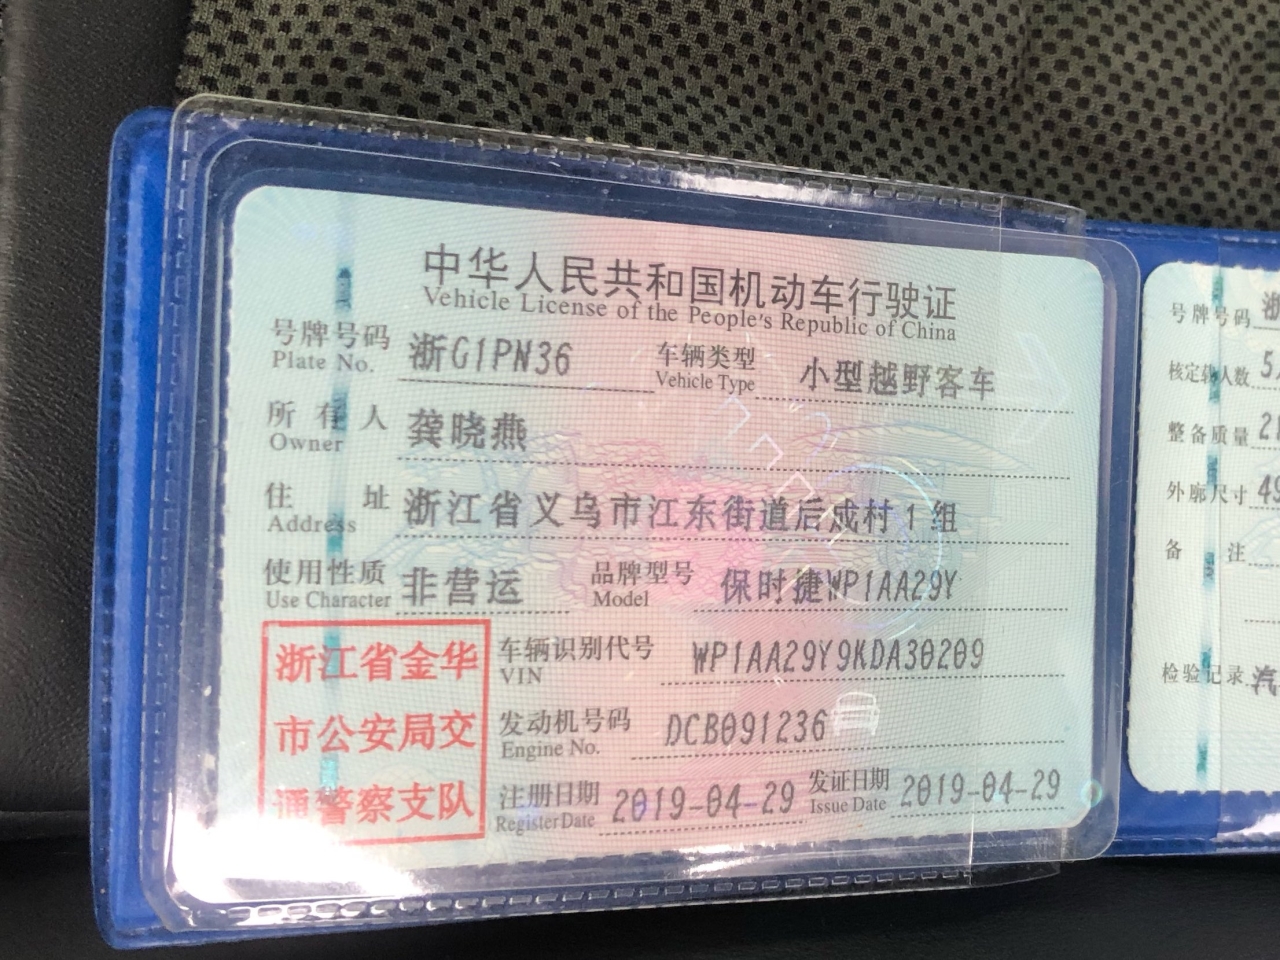 中华人民共和国机动车行驶证
Vehicle License of the People's Republic of China
号牌号码 浙G1PN36 车辆类型 小型越野客车
Plate No. Vehicle Type
所有人 龚晓燕
Owner
住址 浙江省义乌市江东街道后成村1组
Address
使用性质 非营运 品牌型号 保时捷WP1AA29Y
Use Character Model
浙江省金华
市公安局交
通警察支队
车辆识别代号 WP1AA29Y9KDA30209
VIN
发动机号码 DCB091236
Engine No.
注册日期 2019-04-29 发证日期 2019-04-29
Register Date Issue Date
号牌号码 浙
核定载人数 5
整备质量 21
外廓尺寸 4
备注
检验记录 汽